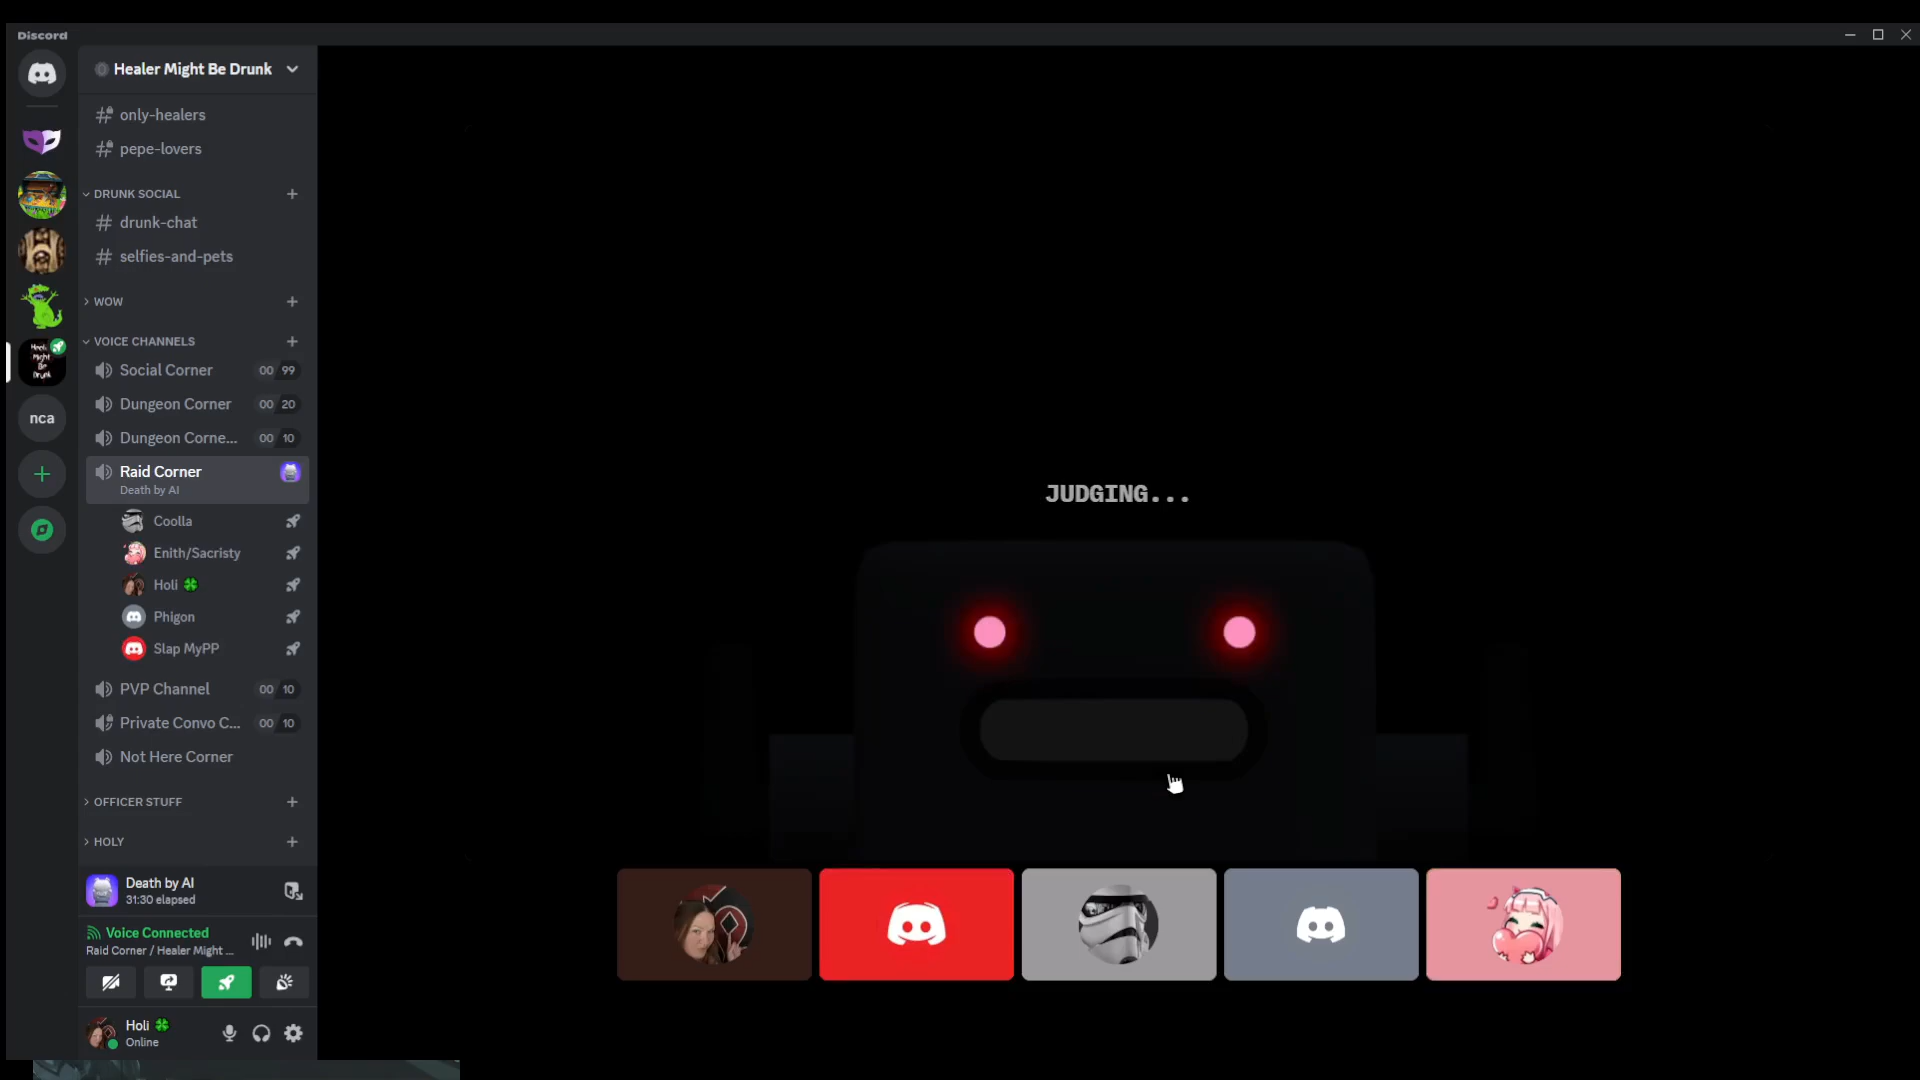 Discord
Healer Might Be Drunk
only-healers
pepe-lovers
DRUNK SOCIAL
drunk-chat
selfies-and-pets
WOW
VOICE CHANNELS
Social Corner 00 99
Dungeon Corner 00 20
Dungeon Corne... 00 10
Raid Corner
Death by AI
Coolla
Enith/Sacristy
Holi
Phigon
Slap MyPP
PVP Channel 00 10
Private Convo C... 00 10
Not Here Corner
OFFICER STUFF
HOLY
Death by AI
31:30 elapsed
Voice Connected
Raid Corner / Healer Might ...
Holi
Online
nca
Might
Be
Drunk
JUDGING...